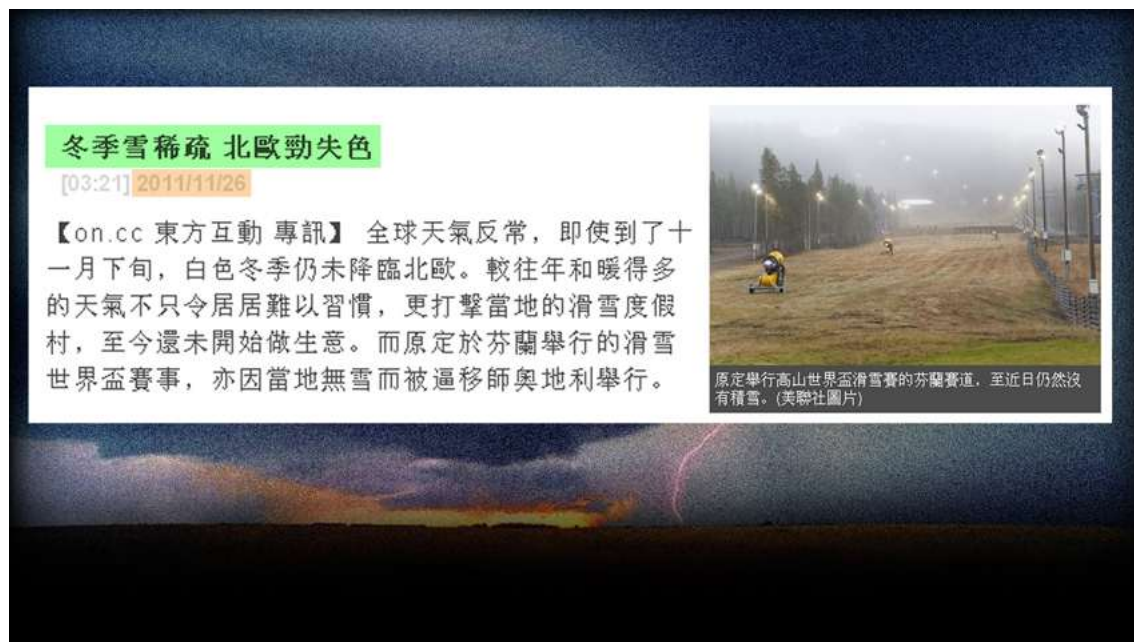 冬季雪稀疏 北歐勁失色
[03:21] 2011/11/26
【on.cc 東方互動 專訊】 全球天氣反常，即使到了十
一月下旬，白色冬季仍未降臨北歐。較往年和暖得多
的天氣不只令居居難以習慣，更打擊當地的滑雪度假
村，至今還未開始做生意。而原定於芬蘭舉行的滑雪
世界盃賽事，亦因當地無雪而被逼移師奧地利舉行。
原定舉行高山世界盃滑雪賽的芬蘭賽道，至近日仍然沒
有積雪。(美聯社圖片)